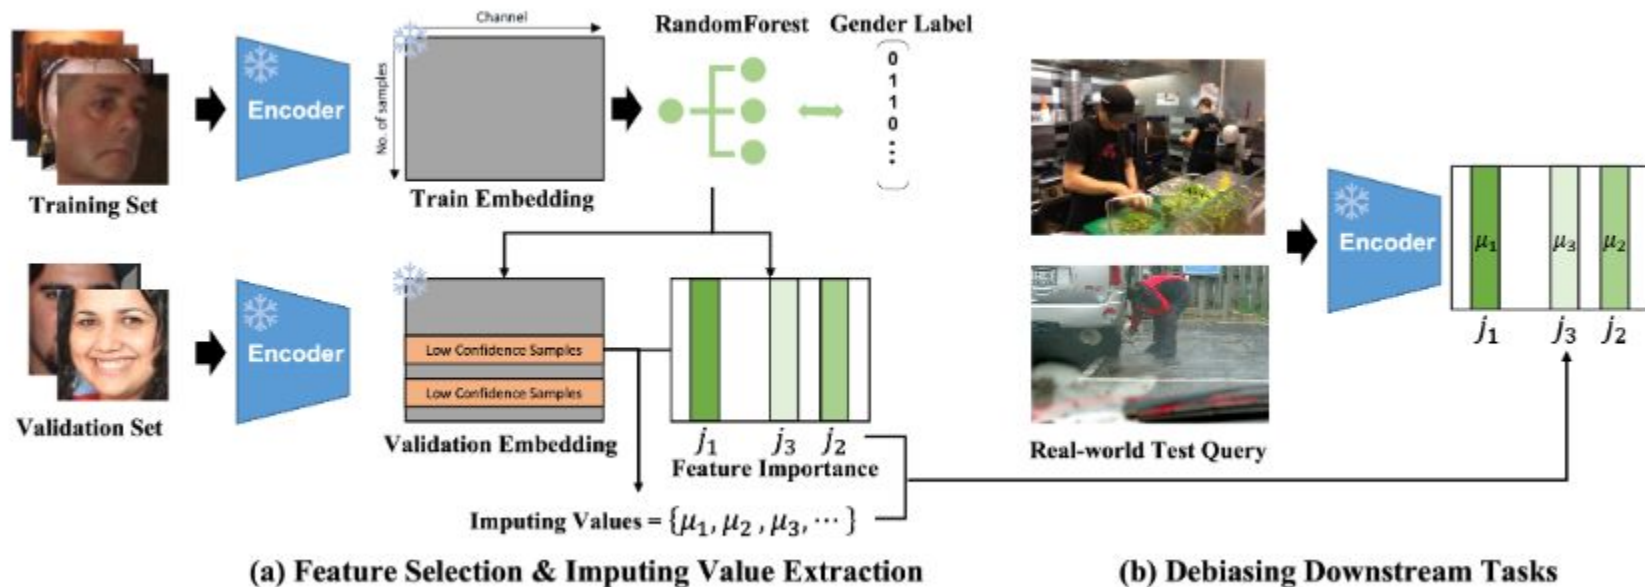 Channel
No. of samples
RandomForest
Gender Label
0
1
1
0
⋮
Encoder
Training Set
Train Embedding
Encoder
Low Confidence Samples
Low Confidence Samples
Validation Set
Validation Embedding
j₁ j₃ j₂
Feature Importance
Imputing Values = {μ₁, μ₂ , μ₃, ⋯ }
(a) Feature Selection & Imputing Value Extraction
Encoder
μ₁ μ₃ μ₂
j₁ j₃ j₂
Real-world Test Query
(b) Debiasing Downstream Tasks